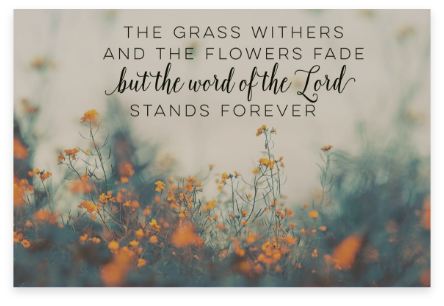 THE GRASS WITHERS
AND THE FLOWERS FADE
but the word of the Lord
STANDS FOREVER